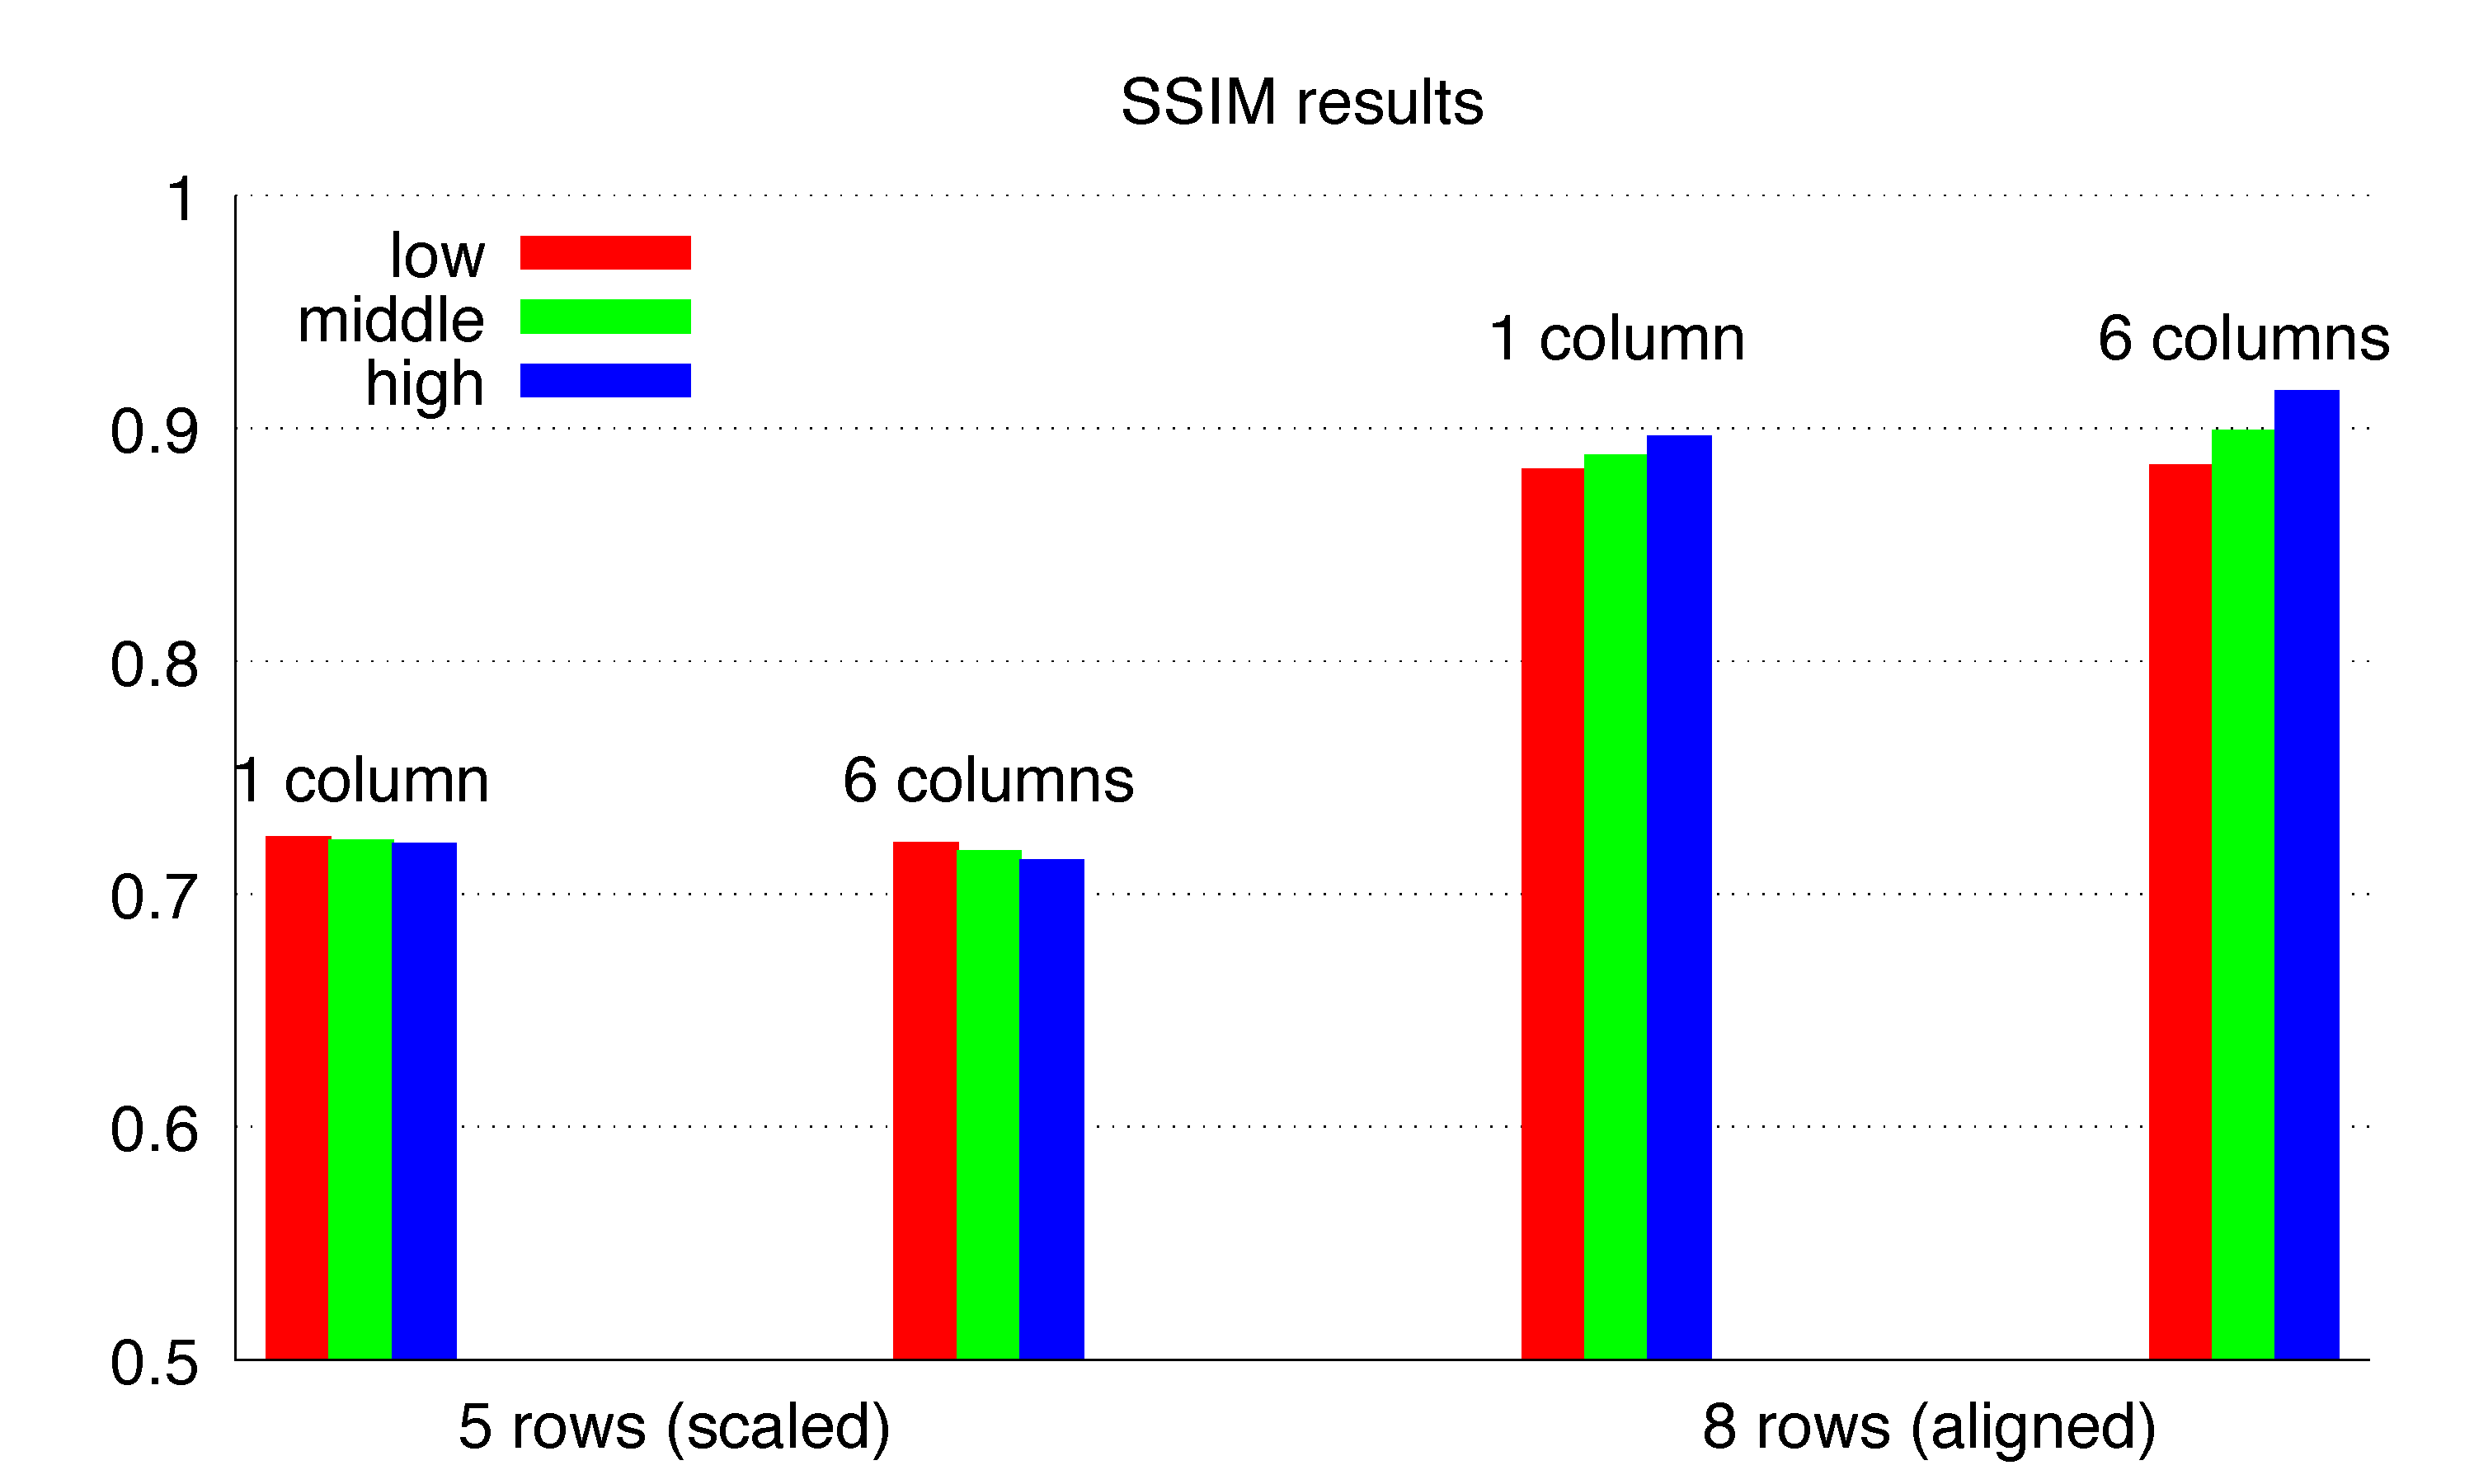 SSIM results
1
low
middle
high
1 column
6 columns
0.9
0.8
1 column
6 columns
0.7
0.6
0.5
5 rows (scaled)
8 rows (aligned)